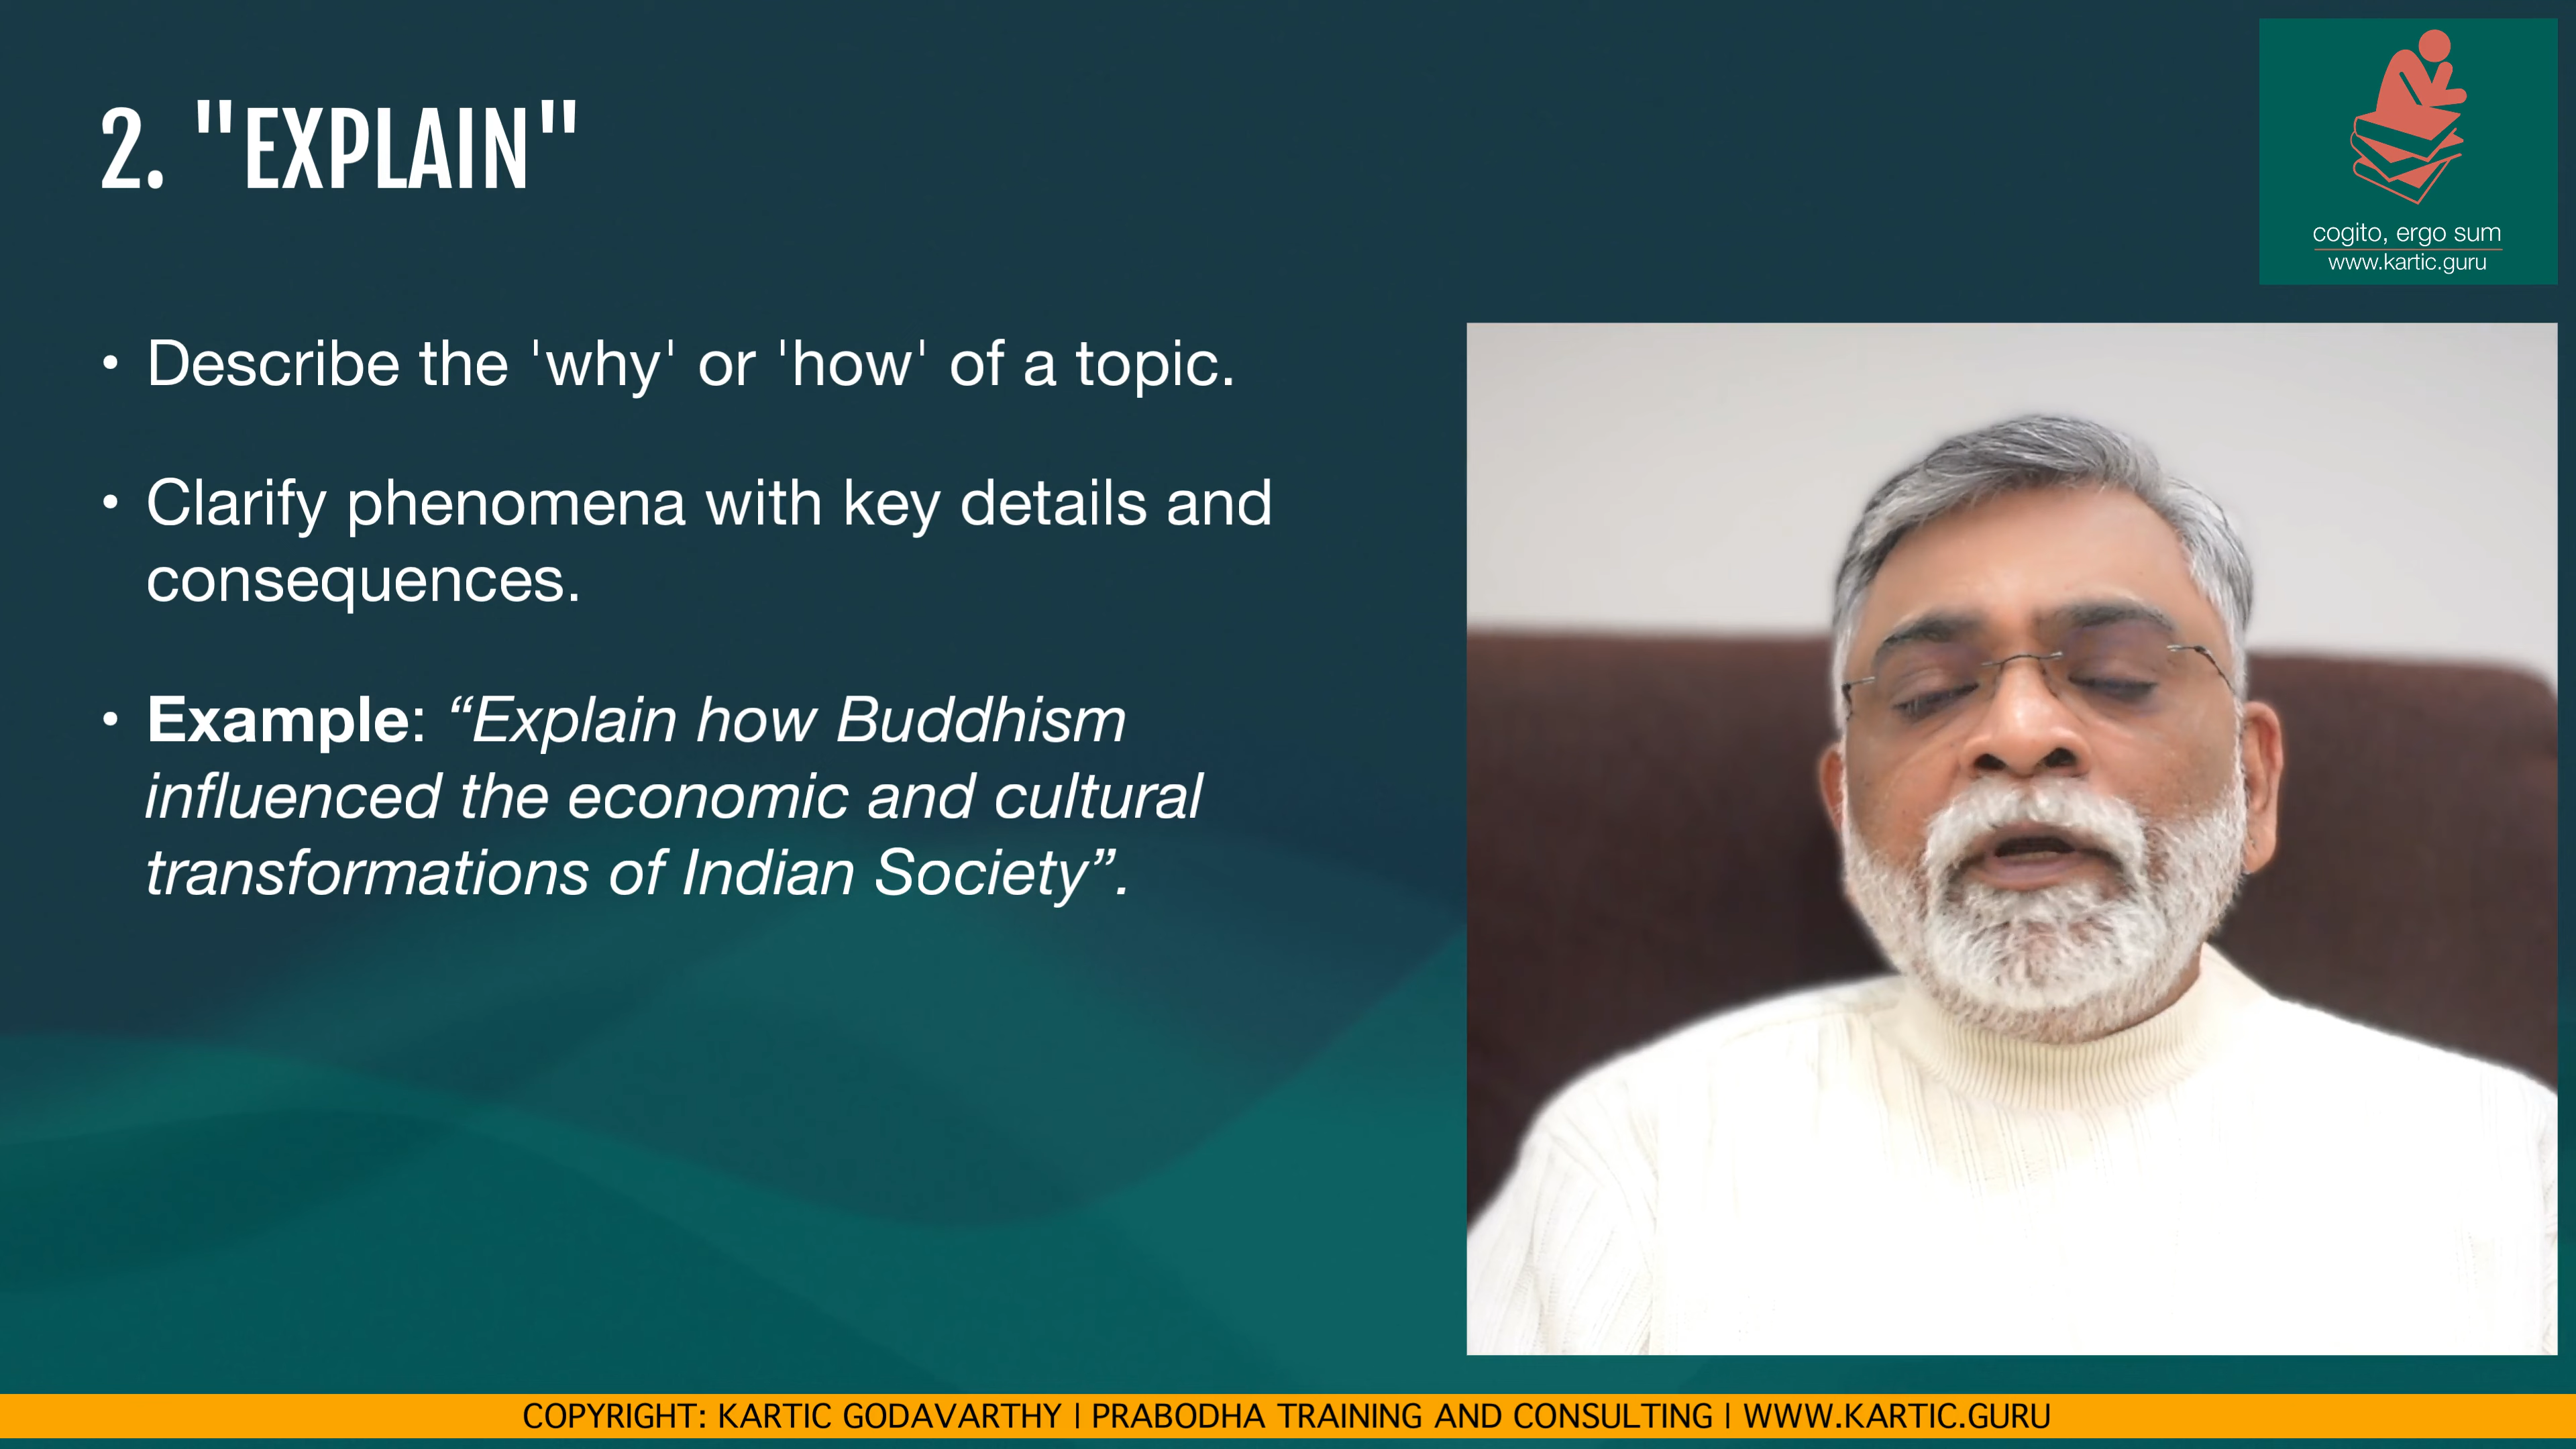 2. "EXPLAIN"
cogito, ergo sum
www.kartic.guru
• Describe the 'why' or 'how' of a topic.
• Clarify phenomena with key details and
consequences.
• Example: “Explain how Buddhism
influenced the economic and cultural
transformations of Indian Society”.
COPYRIGHT: KARTIC GODAVARTHY | PRABODHA TRAINING AND CONSULTING | WWW.KARTIC.GURU